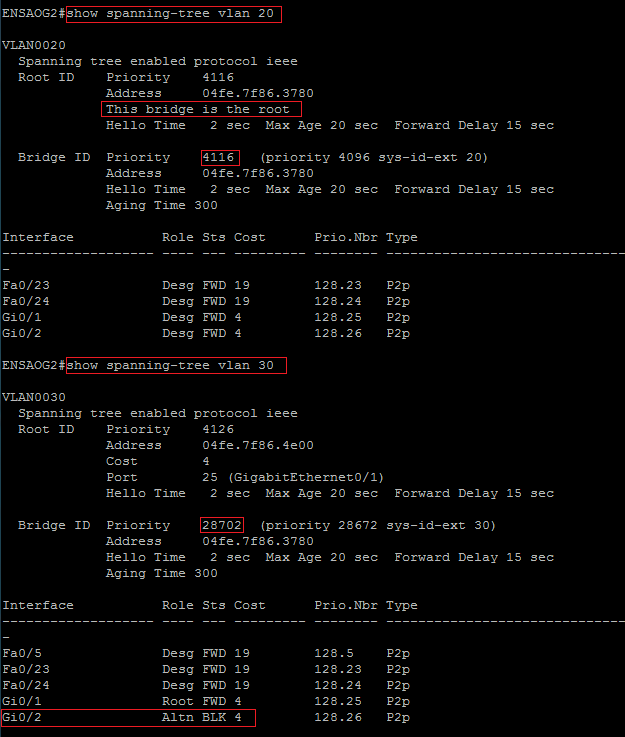 ENSAOG2#show spanning-tree vlan 20
VLAN0020
  Spanning tree enabled protocol ieee
  Root ID    Priority    4116
             Address     04fe.7f86.3780
             This bridge is the root
             Hello Time   2 sec  Max Age 20 sec  Forward Delay 15 sec
  Bridge ID  Priority    4116   (priority 4096 sys-id-ext 20)
             Address     04fe.7f86.3780
             Hello Time   2 sec  Max Age 20 sec  Forward Delay 15 sec
             Aging Time 300
Interface           Role Sts Cost      Prio.Nbr Type
------------------- ---- --- --------- -------- ------------------------------
-
Fa0/23              Desg FWD 19        128.23   P2p
Fa0/24              Desg FWD 19        128.24   P2p
Gi0/1               Desg FWD 4         128.25   P2p
Gi0/2               Desg FWD 4         128.26   P2p
ENSAOG2#show spanning-tree vlan 30
VLAN0030
  Spanning tree enabled protocol ieee
  Root ID    Priority    4126
             Address     04fe.7f86.4e00
             Cost        4
             Port        25 (GigabitEthernet0/1)
             Hello Time   2 sec  Max Age 20 sec  Forward Delay 15 sec
  Bridge ID  Priority    28702  (priority 28672 sys-id-ext 30)
             Address     04fe.7f86.3780
             Hello Time   2 sec  Max Age 20 sec  Forward Delay 15 sec
             Aging Time 300
Interface           Role Sts Cost      Prio.Nbr Type
------------------- ---- --- --------- -------- ------------------------------
-
Fa0/5               Desg FWD 19        128.5    P2p
Fa0/23              Desg FWD 19        128.23   P2p
Fa0/24              Desg FWD 19        128.24   P2p
Gi0/1               Root FWD 4         128.25   P2p
Gi0/2               Altn BLK 4         128.26   P2p